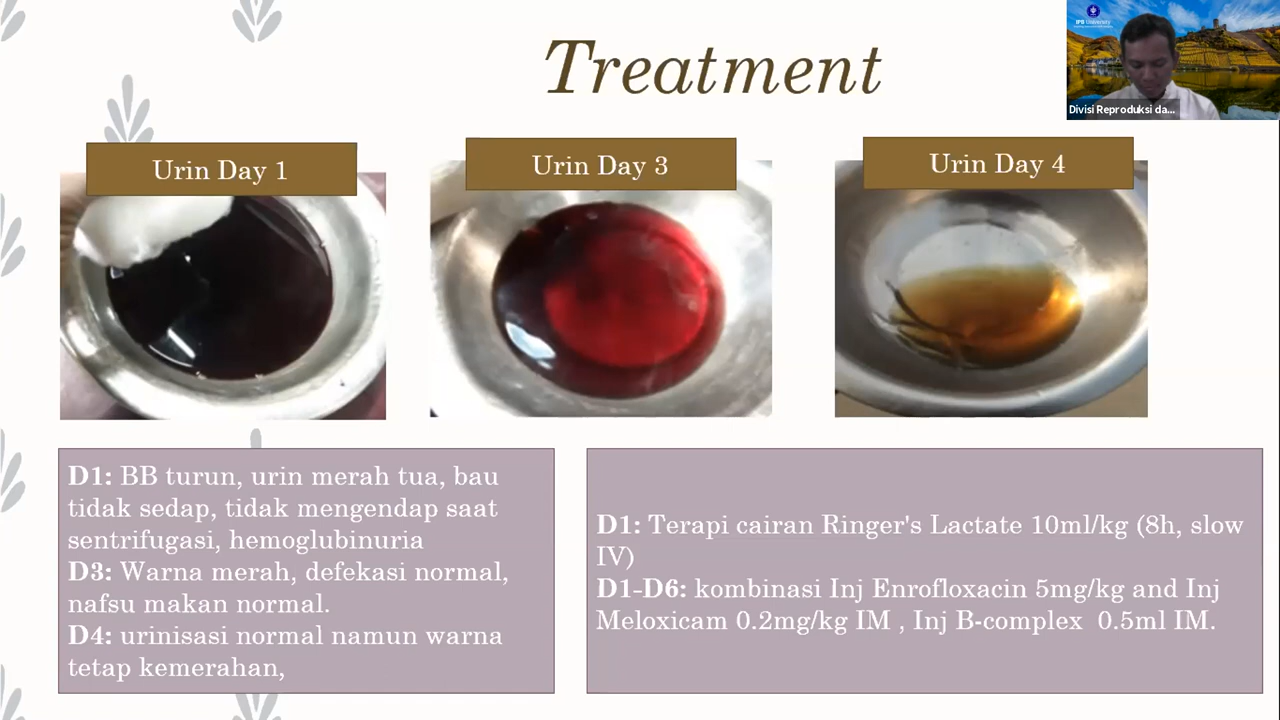 Treatment
IPB University
Divisi Reproduksi da...
Urin Day 1
Urin Day 3
Urin Day 4
D1: BB turun, urin merah tua, bau
tidak sedap, tidak mengendap saat
sentrifugasi, hemoglubinuria
D3: Warna merah, defekasi normal,
nafsu makan normal.
D4: urinisasi normal namun warna
tetap kemerahan,
D1: Terapi cairan Ringer's Lactate 10ml/kg (8h, slow
IV)
D1-D6: kombinasi Inj Enrofloxacin 5mg/kg and Inj
Meloxicam 0.2mg/kg IM , Inj B-complex 0.5ml IM.